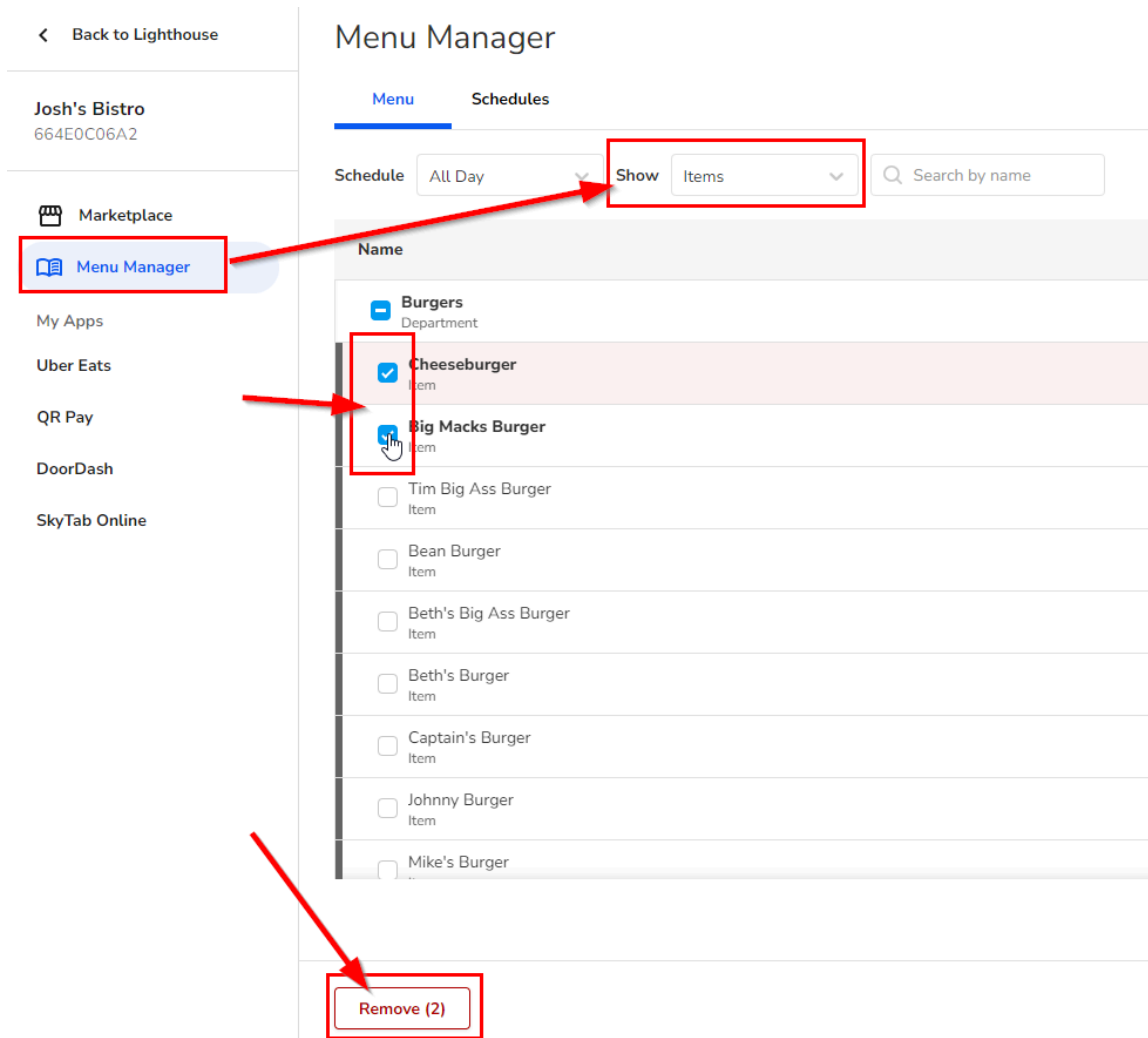 Back to Lighthouse
Josh's Bistro
664E0C06A2
Marketplace
Menu Manager
My Apps
Uber Eats
QR Pay
DoorDash
SkyTab Online
Menu Manager
Menu Schedules
Schedule All Day Show Items Search by name
Name
Burgers
Department
Cheeseburger
Item
Big Macks Burger
Item
Tim Big Ass Burger
Item
Bean Burger
Item
Beth's Big Ass Burger
Item
Beth's Burger
Item
Captain's Burger
Item
Johnny Burger
Item
Mike's Burger
Remove (2)